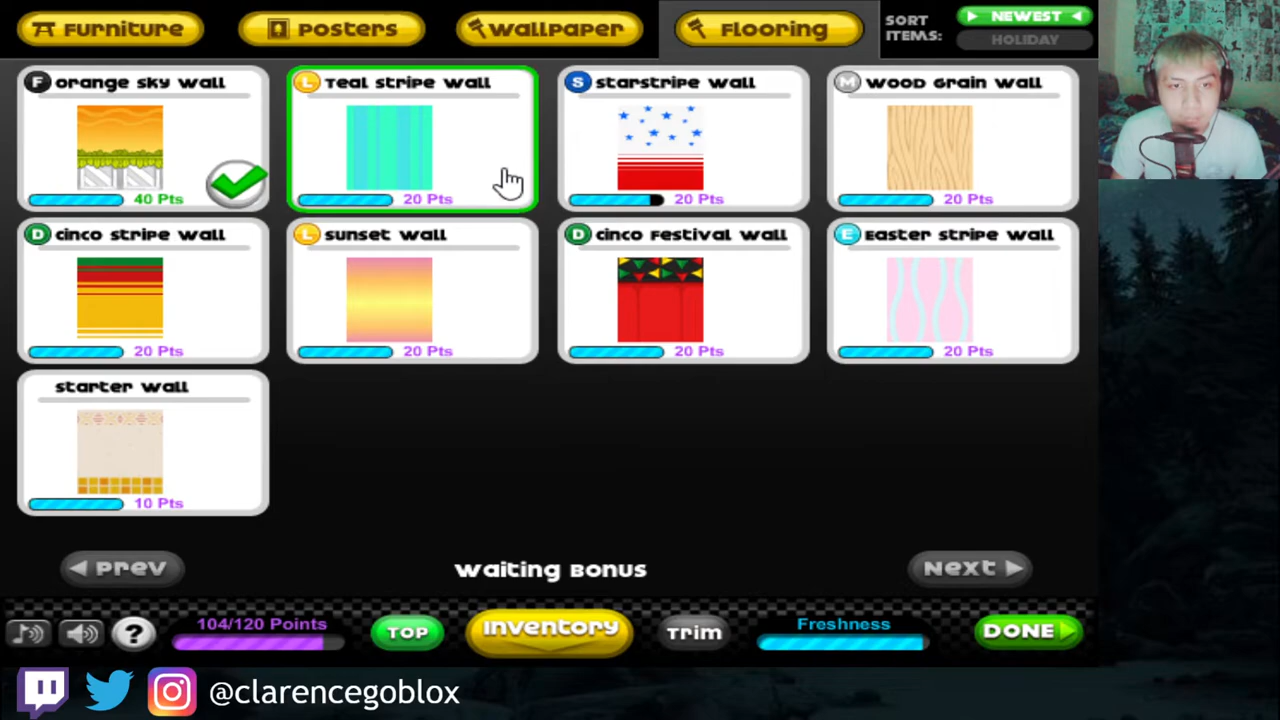 Furniture
Posters
Wallpaper
Flooring
SORT ITEMS:
NEWEST
HOLIDAY
F Orange Sky Wall
40 Pts
L Teal Stripe Wall
20 Pts
S Starstripe Wall
20 Pts
M Wood Grain Wall
20 Pts
D Cinco Stripe Wall
20 Pts
L Sunset Wall
20 Pts
D Cinco Festival Wall
20 Pts
E Easter Stripe Wall
20 Pts
Starter Wall
10 Pts
Prev
Waiting Bonus
Next
?
104/120 Points
TOP
Inventory
Trim
Freshness
DONE
@clarencegoblox